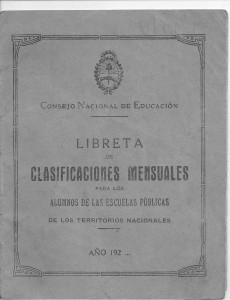 CONSEJO NACIONAL DE EDUCACIÓN
LIBRETA
DE
CLASIFICACIONES MENSUALES
PARA LOS
ALUMNOS DE LAS ESCUELAS PÚBLICAS
DE LOS TERRITORIOS NACIONALES
AÑO 192...